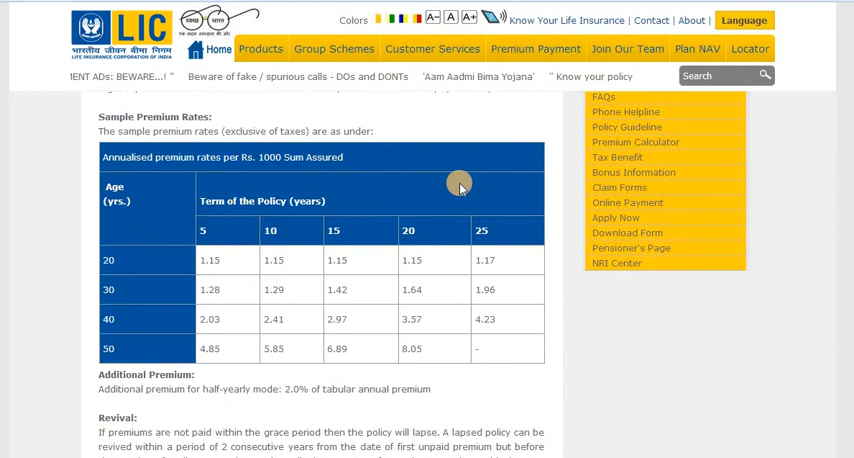 LIC
भारतीय जीवन बीमा निगम
LIFE INSURANCE CORPORATION OF INDIA
स्वच्छ भारत
एक कदम स्वच्छता की ओर
Colors
A- A A+
Know Your Life Insurance | Contact | About |
Language
Home
Products
Group Schemes
Customer Services
Premium Payment
Join Our Team
Plan NAV
Locator
MENT ADs: BEWARE...! "
Beware of fake / spurious calls - DOs and DONTs
'Aam Aadmi Bima Yojana'
" Know your policy
Search
Sample Premium Rates:
The sample premium rates (exclusive of taxes) are as under:
Annualised premium rates per Rs. 1000 Sum Assured
Age
(yrs.)
Term of the Policy (years)
5 10 15 20 25
20 1.15 1.15 1.15 1.15 1.17
30 1.28 1.29 1.42 1.64 1.96
40 2.03 2.41 2.97 3.57 4.23
50 4.85 5.85 6.89 8.05 -
Additional Premium:
Additional premium for half-yearly mode: 2.0% of tabular annual premium
Revival:
If premiums are not paid within the grace period then the policy will lapse. A lapsed policy can be
revived within a period of 2 consecutive years from the date of first unpaid premium but before
FAQs
Phone Helpline
Policy Guideline
Premium Calculator
Tax Benefit
Bonus Information
Claim Forms
Online Payment
Apply Now
Download Form
Pensioner's Page
NRI Center